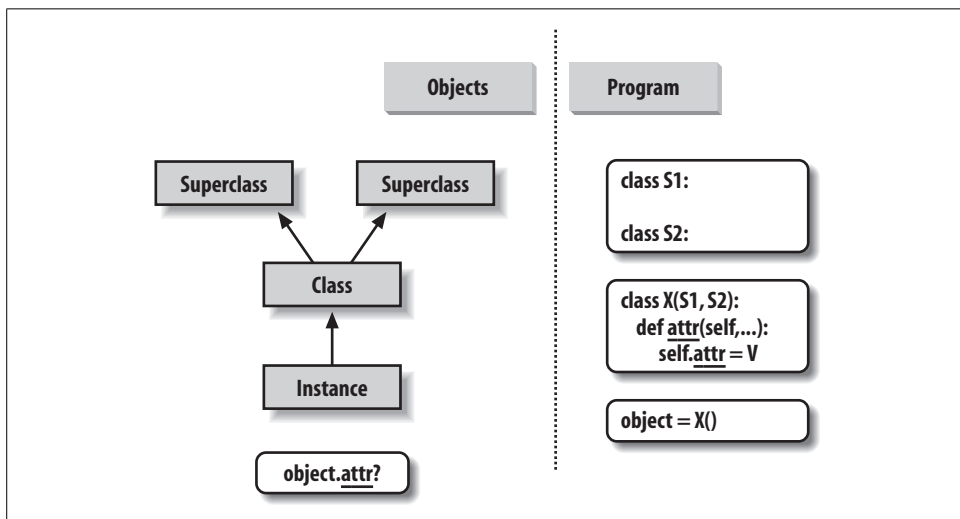 Objects
Program
Superclass
Superclass
Class
Instance
object.attr?
class S1:
class S2:
class X(S1, S2):
def attr(self,...):
self.attr = V
object = X()